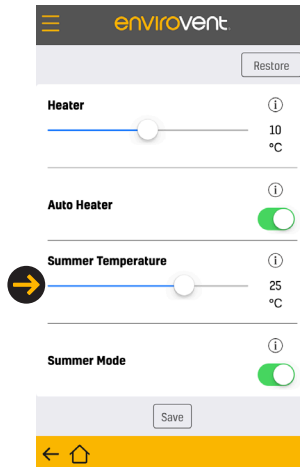 envirovent
Restore
Heater
10
°C
Auto Heater
Summer Temperature
25
°C
Summer Mode
Save